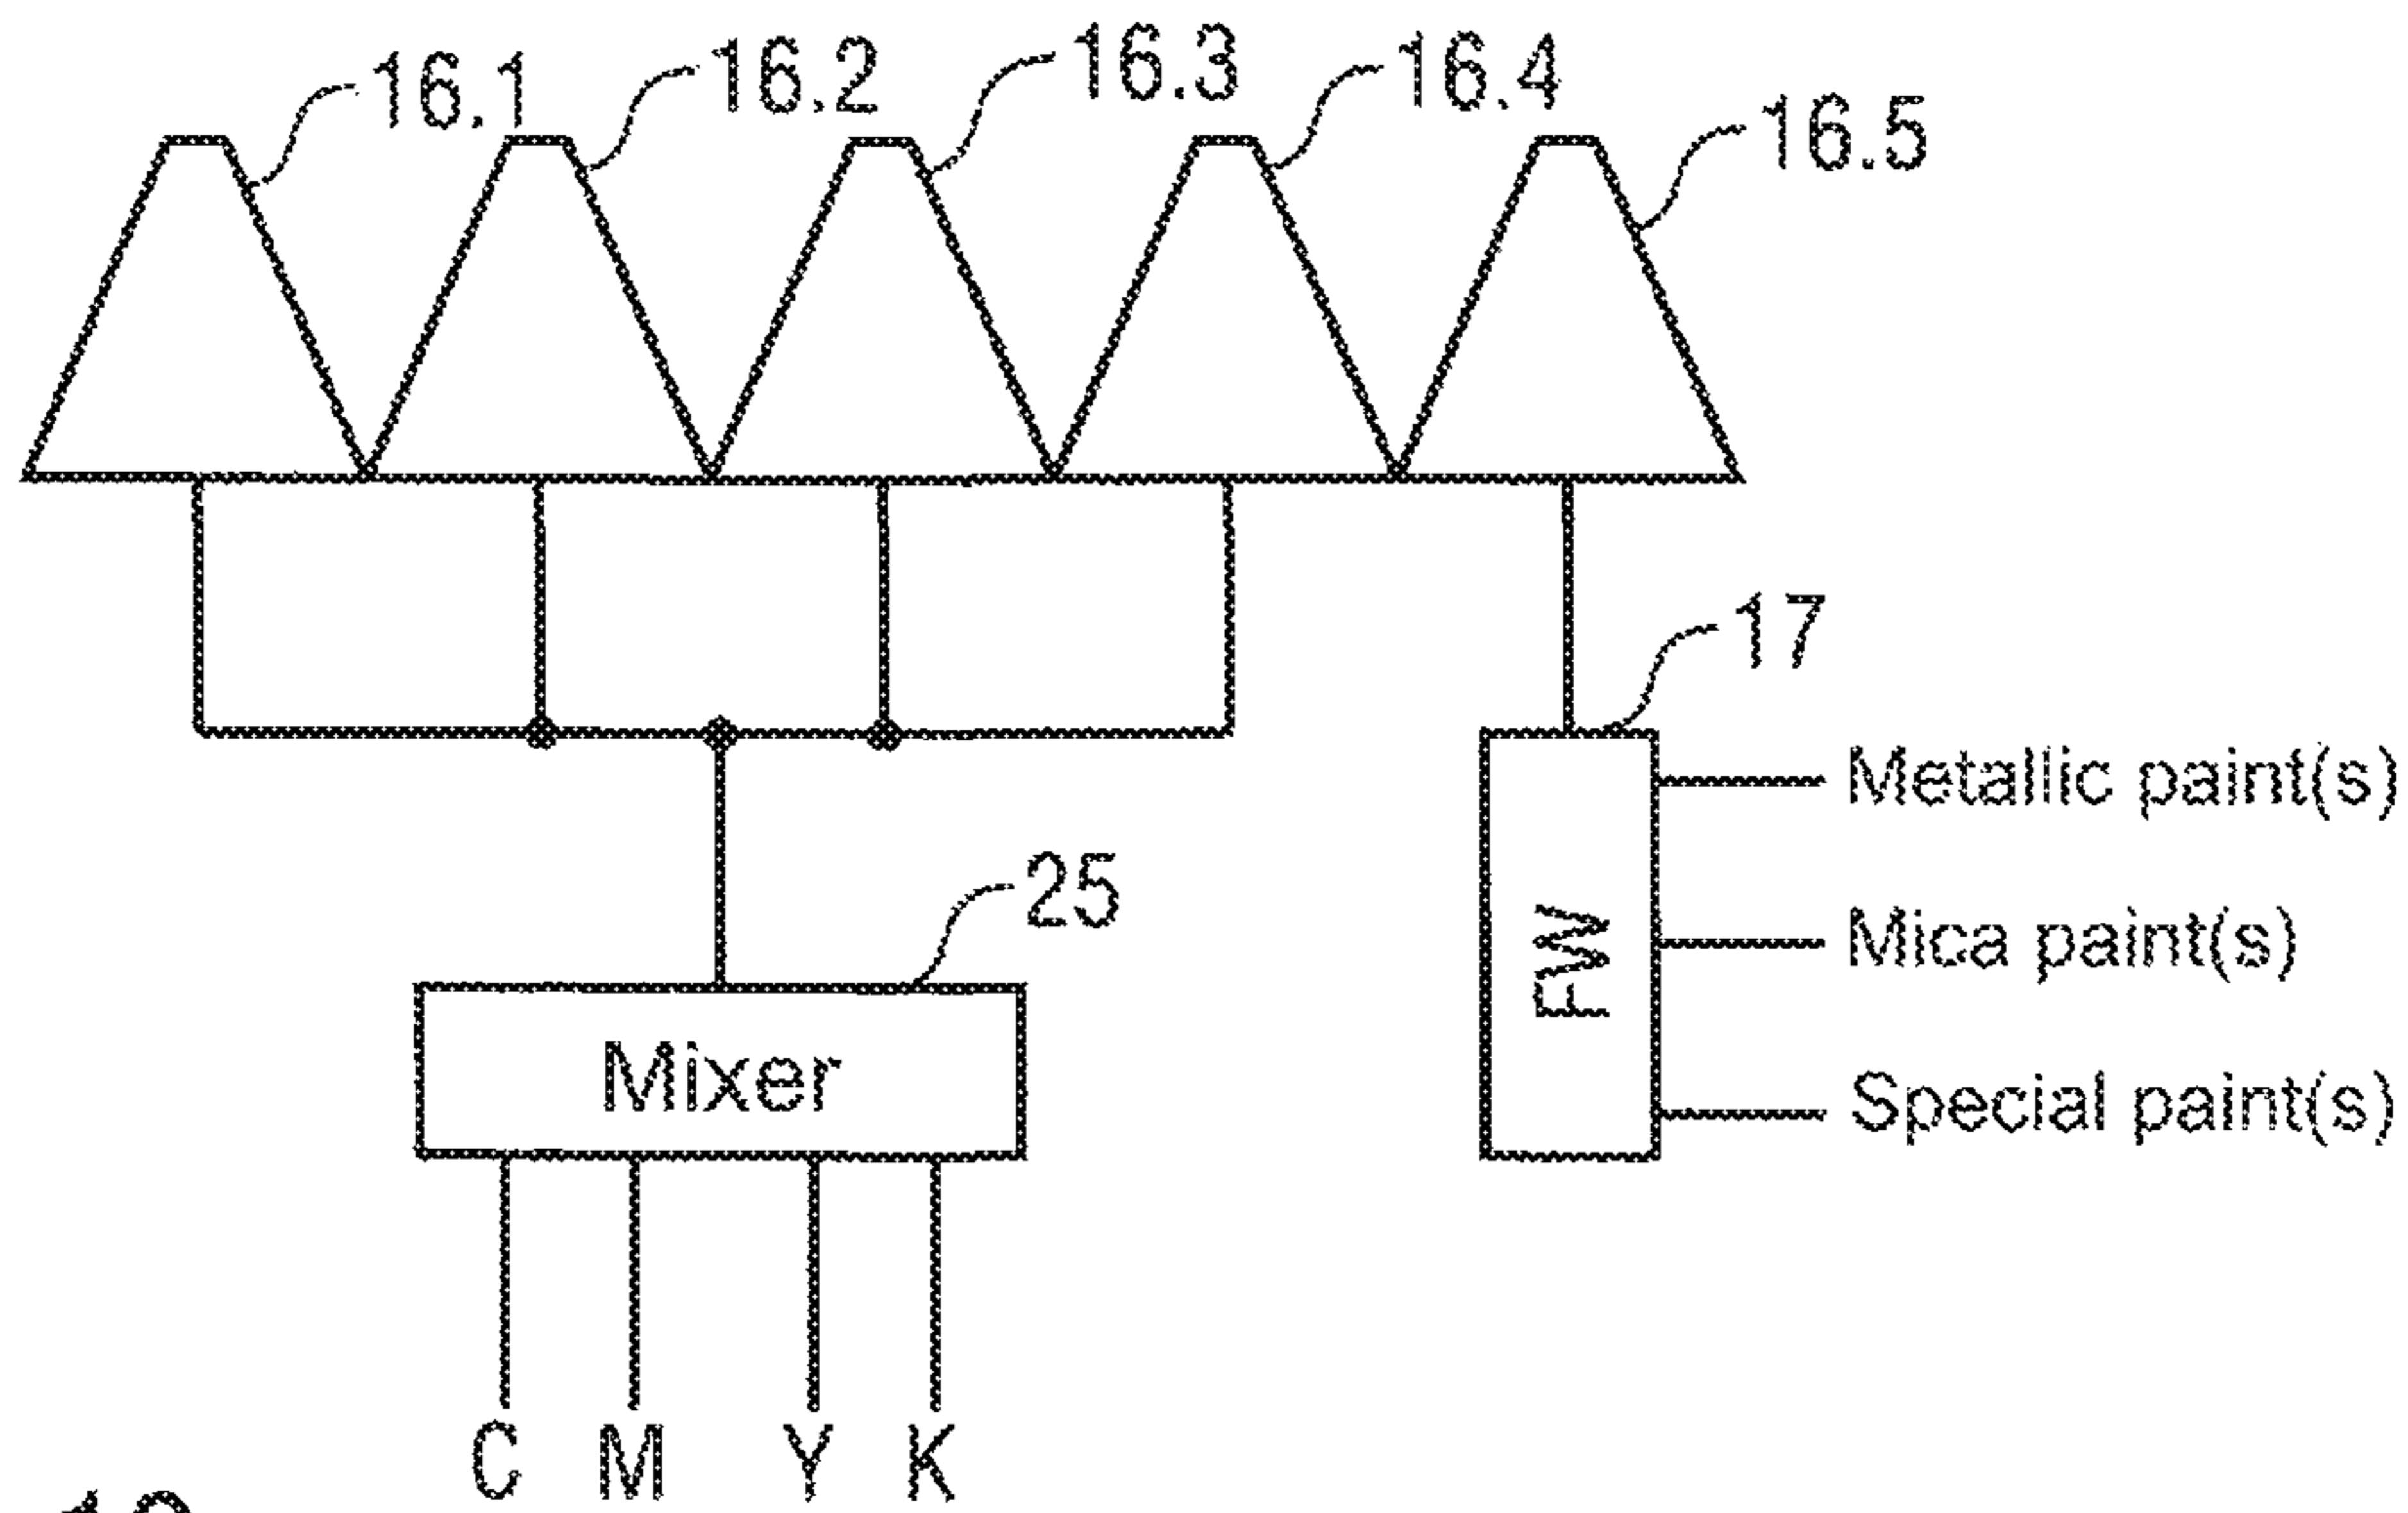 16.1 16.2 16.3 16.4 16.5
17
Metallic paint(s)
25
FW
Mica paint(s)
Mixer
Special paint(s)
C M Y K